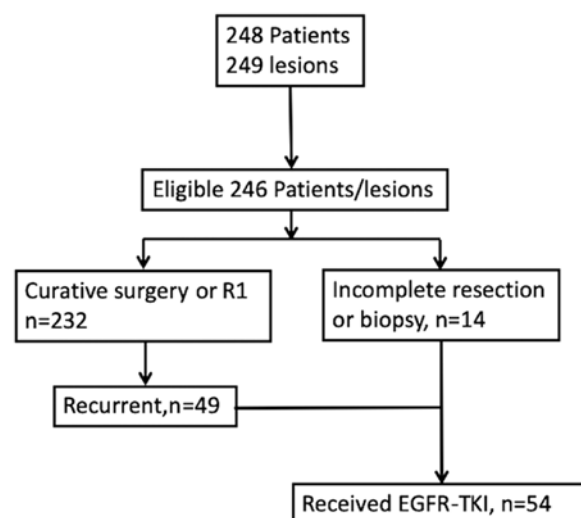 248 Patients
249 lesions
Eligible 246 Patients/lesions
Curative surgery or R1
n=232
Incomplete resection
or biopsy, n=14
Recurrent,n=49
Received EGFR-TKI, n=54